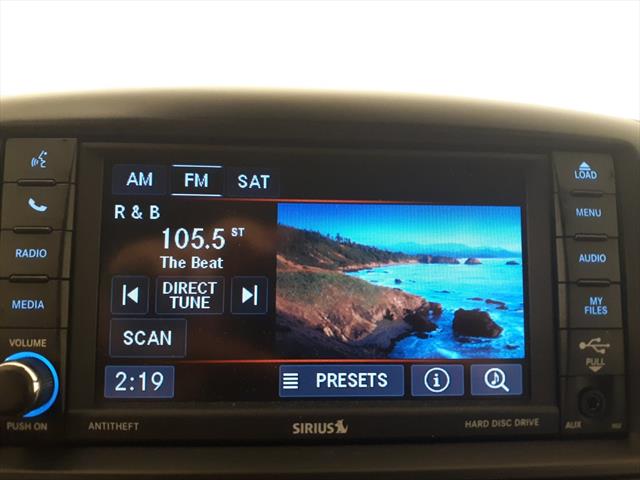 AM FM SAT
R & B
105.5 ST
The Beat
DIRECT
TUNE
SCAN
2:19
PRESETS
RADIO
MEDIA
VOLUME
PUSH ON
ANTITHEFT
SIRIUS
HARD DISC DRIVE
LOAD
MENU
AUDIO
MY
FILES
PULL
AUX